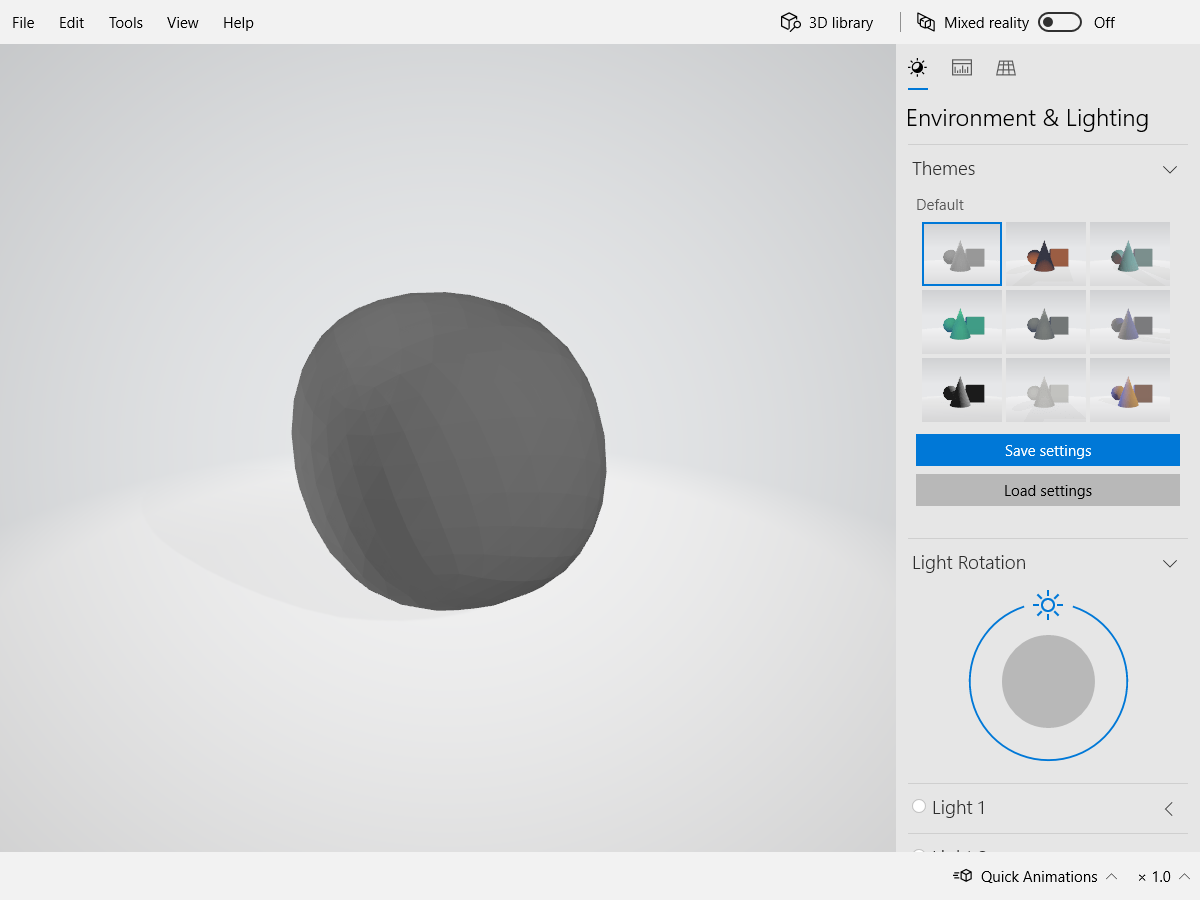 File Edit Tools View Help 3D library Mixed reality Off
Environment & Lighting
Themes
Default
Save settings
Load settings
Light Rotation
Light 1
Quick Animations × 1.0